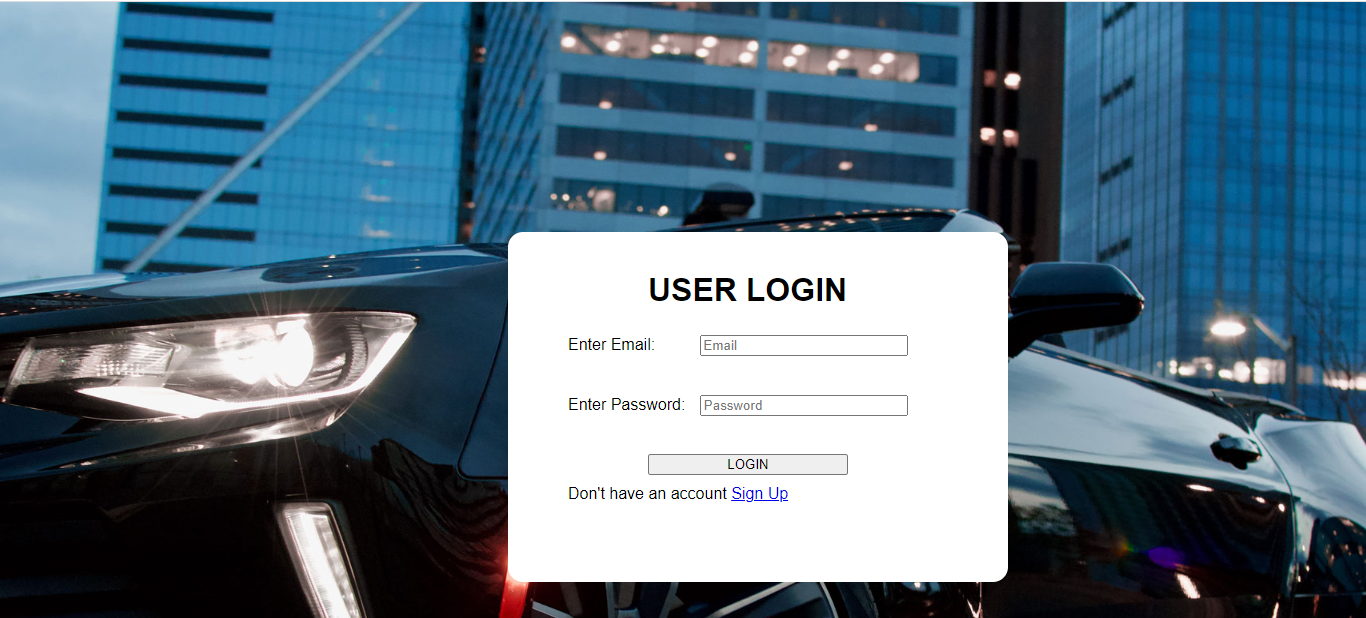 USER LOGIN
Enter Email: Email
Enter Password: Password
LOGIN
Don't have an account Sign Up